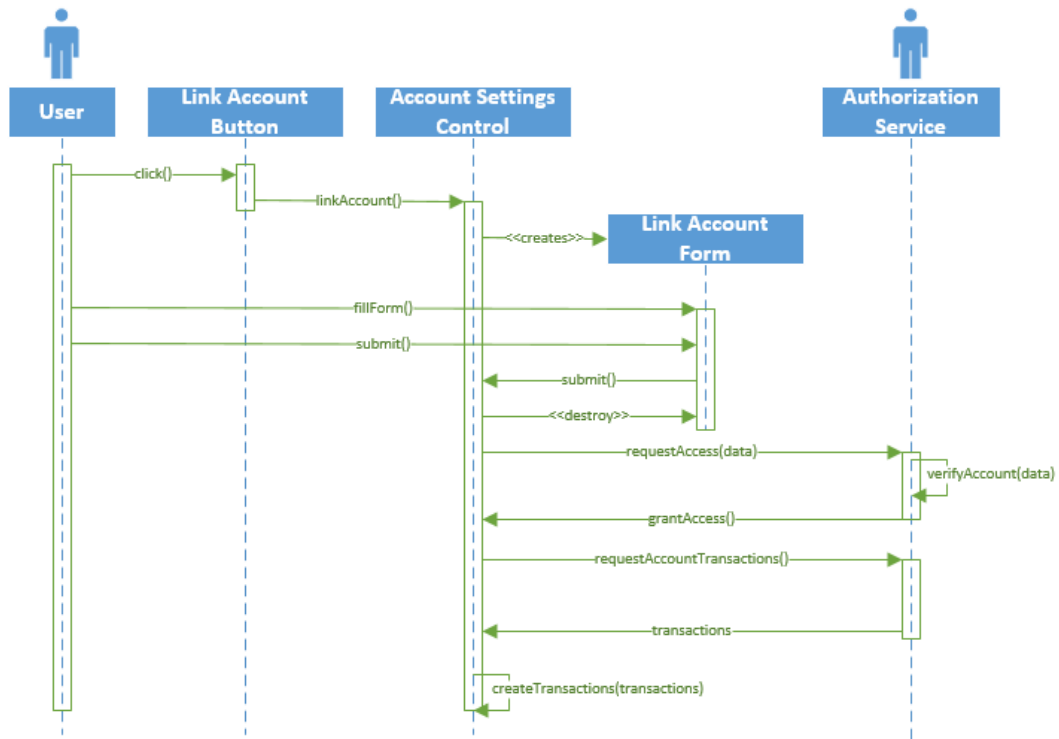 User
Link Account
Button
Account Settings
Control
Authorization
Service
click()
linkAccount()
<<creates>>
Link Account
Form
fillForm()
submit()
submit()
<<destroy>>
requestAccess(data)
verifyAccount(data)
grantAccess()
requestAccountTransactions()
transactions
createTransactions(transactions)